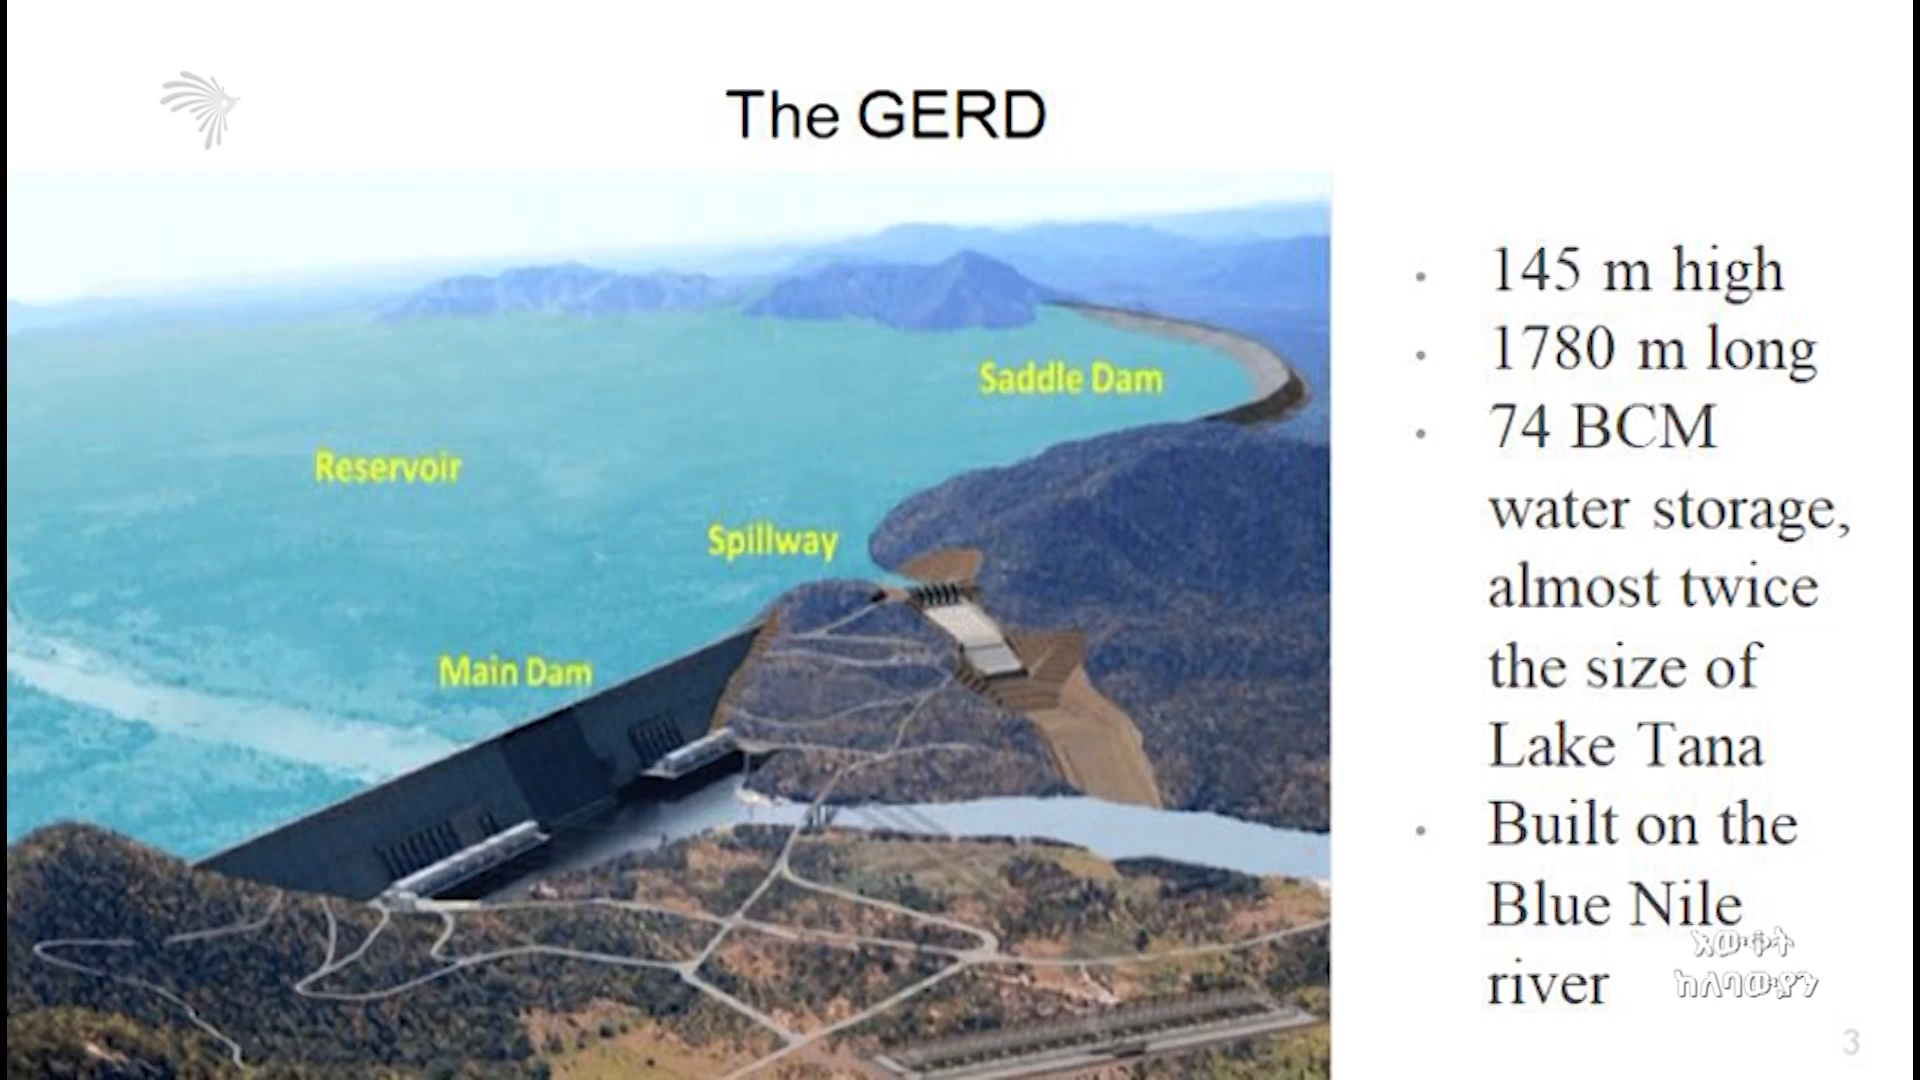 The GERD
Saddle Dam
Reservoir
Spillway
Main Dam
• 145 m high
• 1780 m long
• 74 BCM
water storage,
almost twice
the size of
Lake Tana
• Built on the
Blue Nile
river
እውቀት
ከለባውያን
3